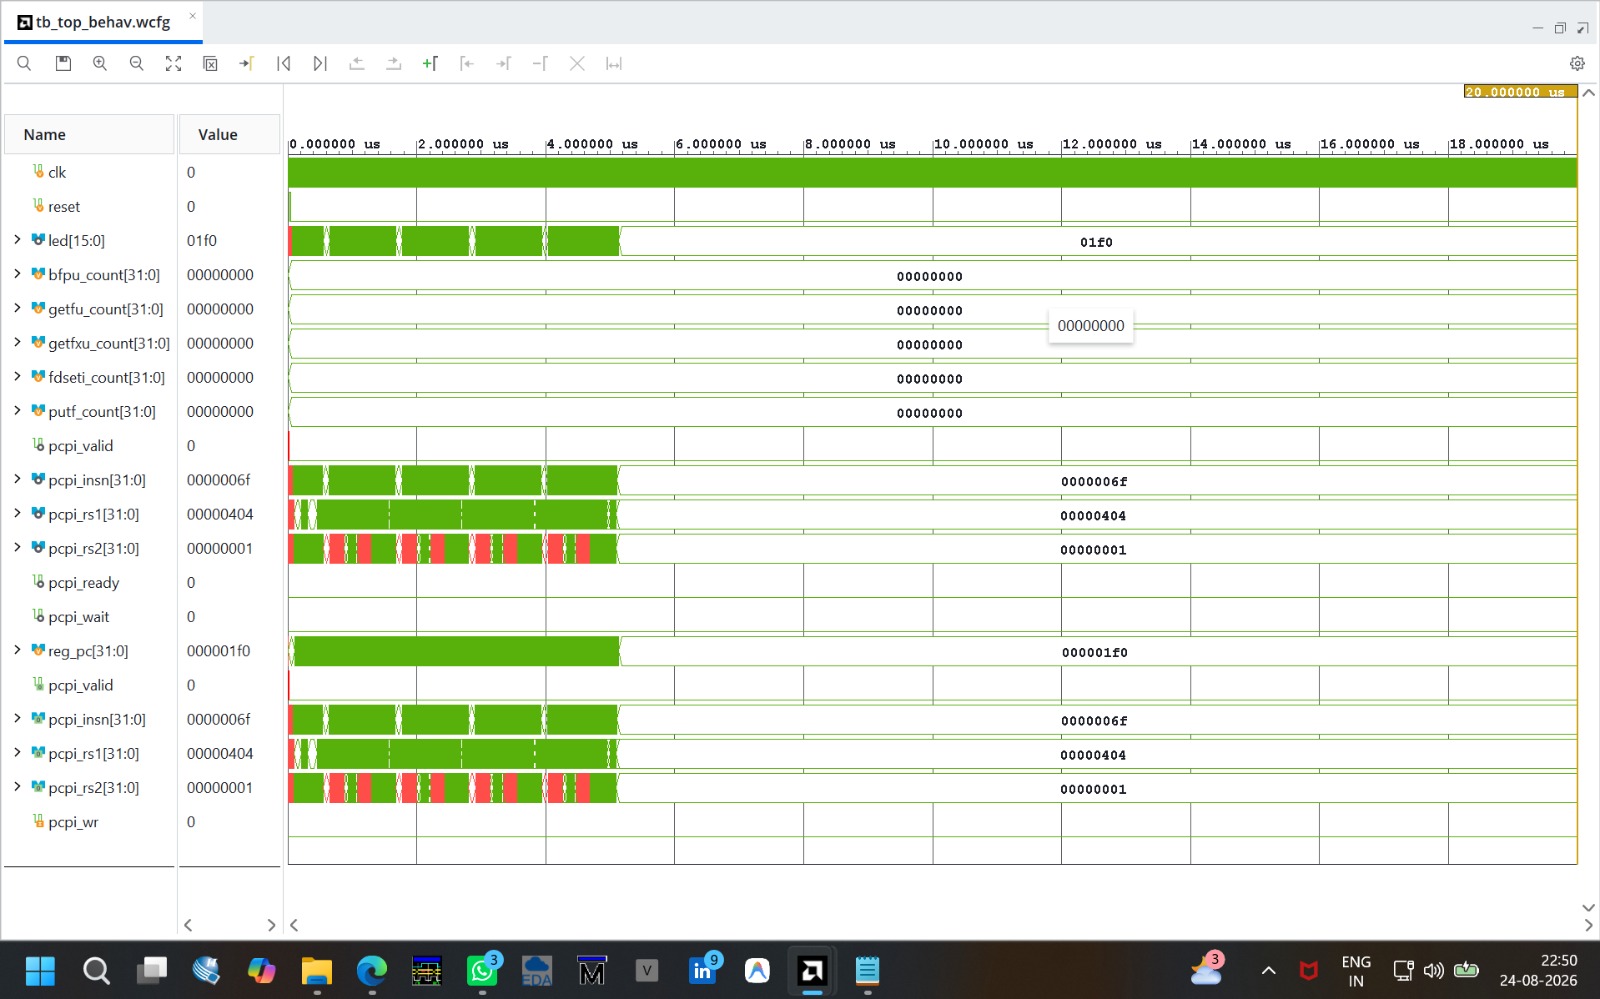 tb_top_behav.wcfg
20.000000 us
Name Value
0.000000 us 2.000000 us 4.000000 us 6.000000 us 8.000000 us 10.000000 us 12.000000 us 14.000000 us 16.000000 us 18.000000 us
clk 0
reset 0
led[15:0] 01f0 01f0
bfpu_count[31:0] 00000000 00000000
getfu_count[31:0] 00000000 00000000
00000000
getfxu_count[31:0] 00000000 00000000
fdseti_count[31:0] 00000000 00000000
putf_count[31:0] 00000000 00000000
pcpi_valid 0
pcpi_insn[31:0] 0000006f 0000006f
pcpi_rs1[31:0] 00000404 00000404
pcpi_rs2[31:0] 00000001 00000001
pcpi_ready 0
pcpi_wait 0
reg_pc[31:0] 000001f0 000001f0
pcpi_valid 0
pcpi_insn[31:0] 0000006f 0000006f
pcpi_rs1[31:0] 00000404 00000404
pcpi_rs2[31:0] 00000001 00000001
pcpi_wr 0
3 EDA M V in 9 3
ENG
IN
22:50
24-08-2026